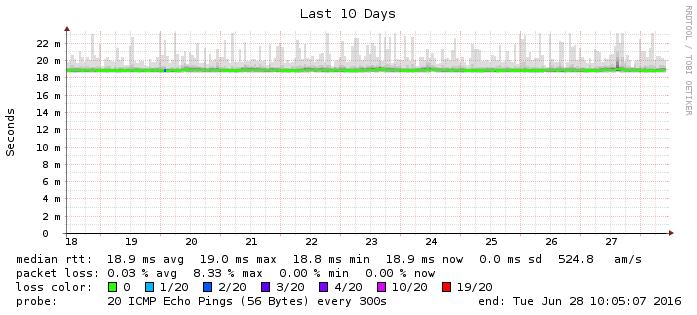 Last 10 Days
RRDTOOL / TOBI OETIKER
Seconds
22 m
20 m
18 m
16 m
14 m
12 m
10 m
8 m
6 m
4 m
2 m
0
18 19 20 21 22 23 24 25 26 27
median rtt: 18.9 ms avg 19.0 ms max 18.8 ms min 18.9 ms now 0.0 ms sd 524.8 am/s
packet loss: 0.03 % avg 8.33 % max 0.00 % min 0.00 % now
loss color: 0 1/20 2/20 3/20 4/20 10/20 19/20
probe: 20 ICMP Echo Pings (56 Bytes) every 300s end: Tue Jun 28 10:05:07 2016